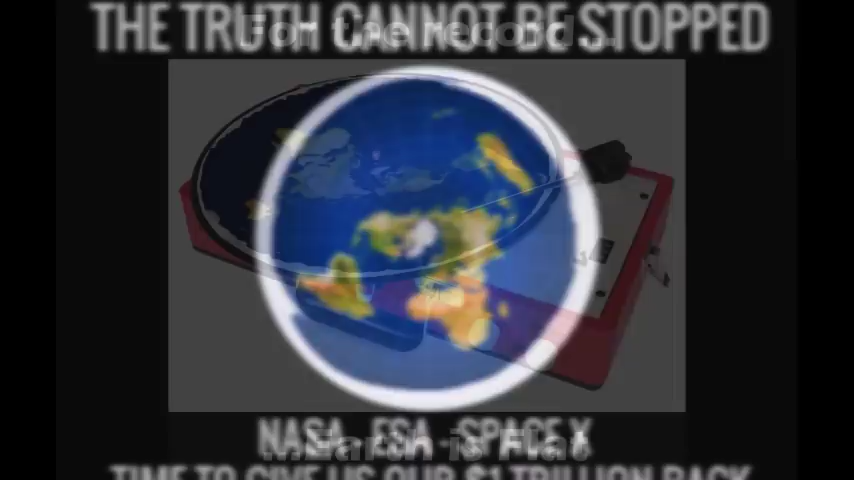 THE TRUTH CANNOT BE STOPPED
For the record...
NASA - ESA - SPACE X
...Earth is Flat
TIME TO GIVE US OUR $1 TRILLION BACK